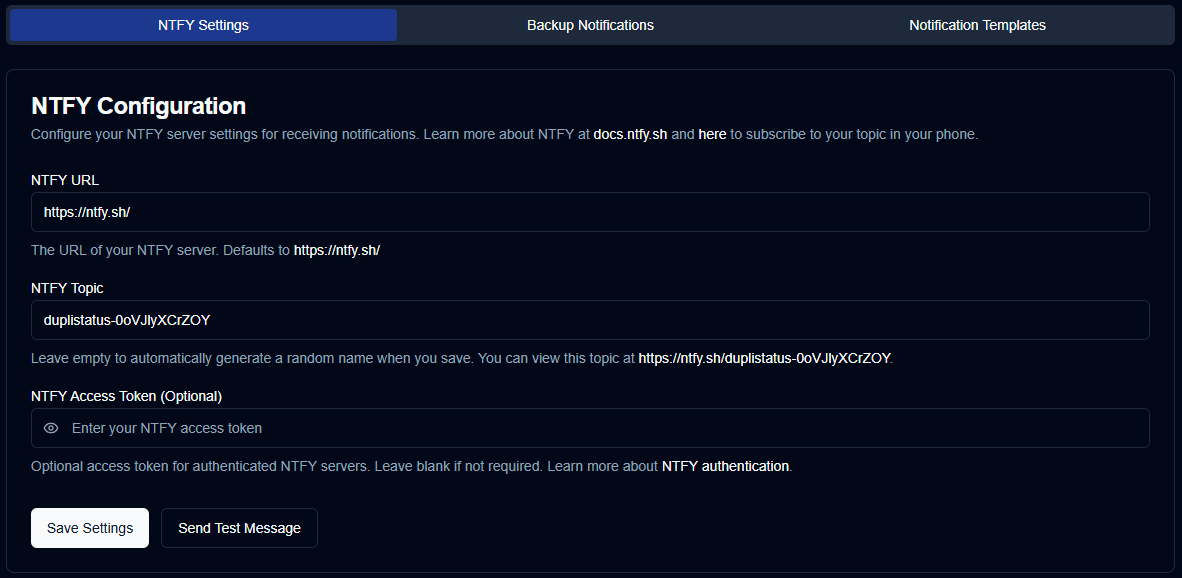 NTFY Settings
Backup Notifications
Notification Templates
NTFY Configuration
Configure your NTFY server settings for receiving notifications. Learn more about NTFY at docs.ntfy.sh and here to subscribe to your topic in your phone.
NTFY URL
https://ntfy.sh/
The URL of your NTFY server. Defaults to https://ntfy.sh/
NTFY Topic
duplistatus-0oVJlyXCrZOY
Leave empty to automatically generate a random name when you save. You can view this topic at https://ntfy.sh/duplistatus-0oVJlyXCrZOY.
NTFY Access Token (Optional)
Enter your NTFY access token
Optional access token for authenticated NTFY servers. Leave blank if not required. Learn more about NTFY authentication.
Save Settings
Send Test Message